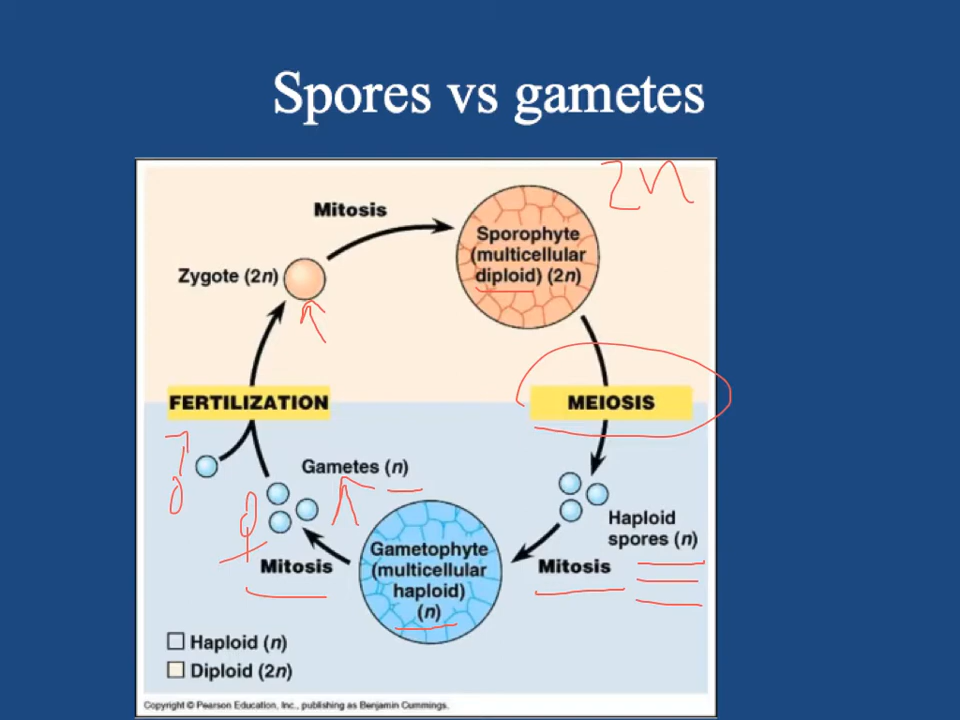 Spores vs gametes
2n
Mitosis
Sporophyte
(multicellular
diploid) (2n)
Zygote (2n)
FERTILIZATION
MEIOSIS
Gametes (n)
Haploid
spores (n)
Gametophyte
(multicellular
haploid)
(n)
Mitosis
Mitosis
Haploid (n)
Diploid (2n)
Copyright © Pearson Education, Inc., publishing as Benjamin Cummings.